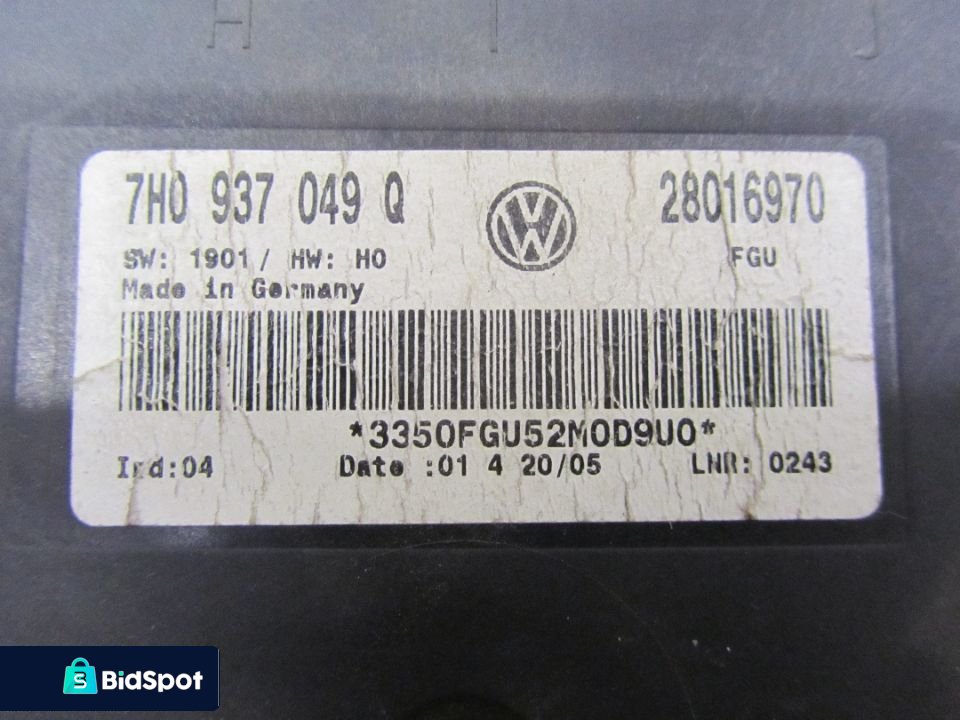 H I J
7H0 937 049 Q
28016970
SW: 1901/ HW: H0
FGU
Made in Germany
*3350FGU52M0D9U0*
Ind:04 Date :01 4 20/05 LNR: 0243
S BidSpot